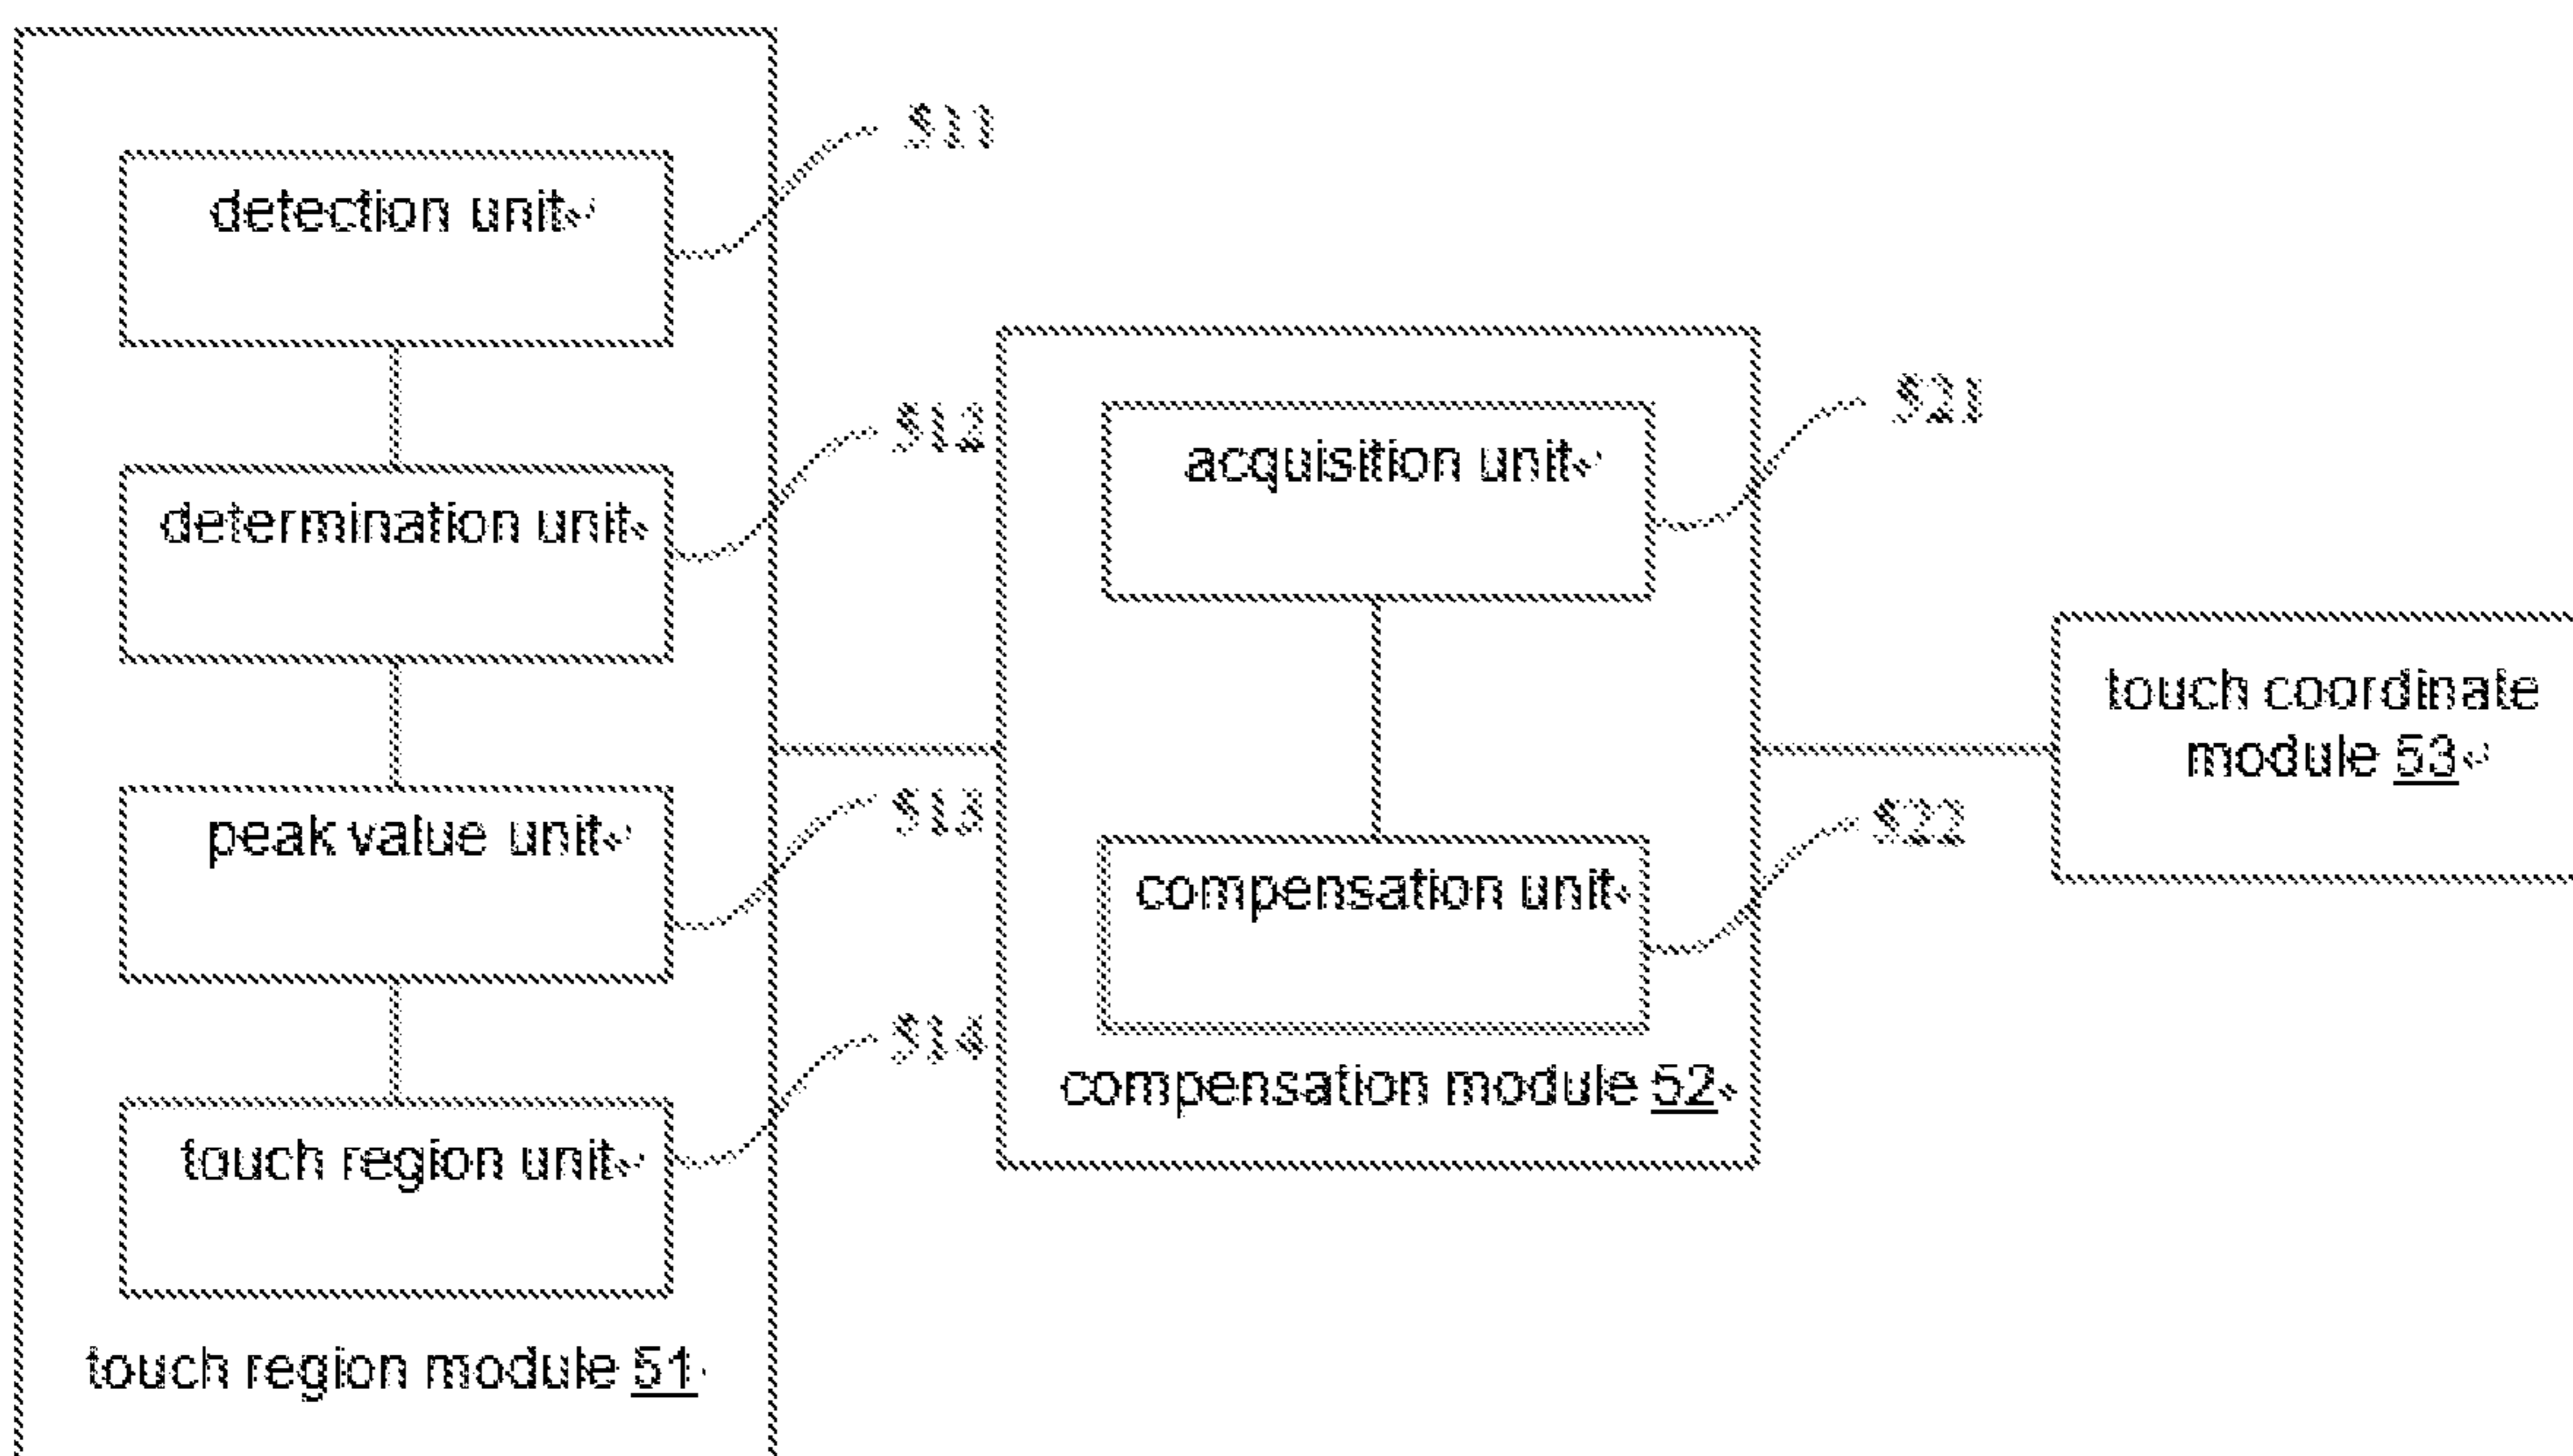 detection unit
511
determination unit
512
peak value unit
513
touch region unit
514
touch region module 51
acquisition unit
521
compensation unit
522
compensation module 52
touch coordinate
module 53